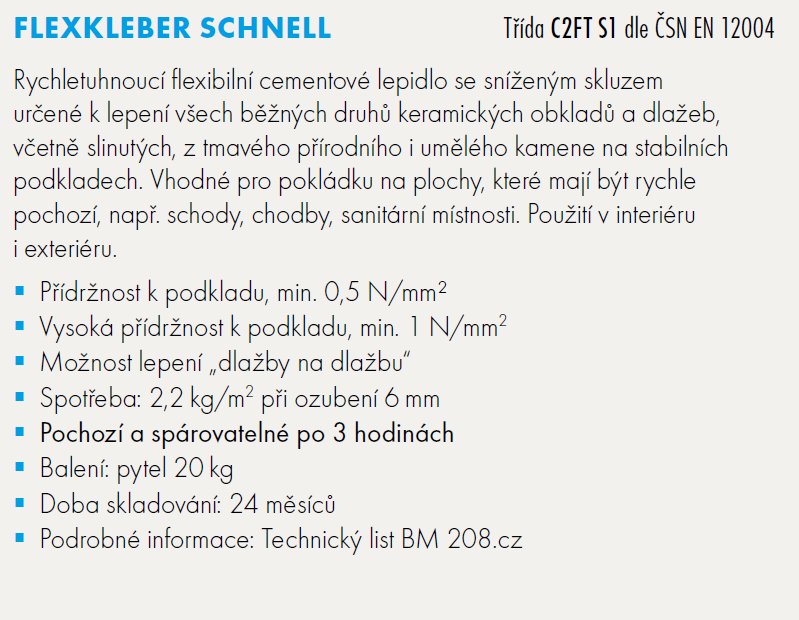 FLEXKLEBER SCHNELL Třída C2FT S1 dle ČSN EN 12004
Rychletuhnoucí flexibilní cementové lepidlo se sníženým skluzem
určené k lepení všech běžných druhů keramických obkladů a dlažeb,
včetně slinutých, z tmavého přírodního i umělého kamene na stabilních
podkladech. Vhodné pro pokládku na plochy, které mají být rychle
pochozí, např. schody, chodby, sanitární místnosti. Použití v interiéru
i exteriéru.
▪ Přídržnost k podkladu, min. 0,5 N/mm²
▪ Vysoká přídržnost k podkladu, min. 1 N/mm²
▪ Možnost lepení „dlažby na dlažbu“
▪ Spotřeba: 2,2 kg/m² při ozubení 6 mm
▪ Pochozí a spárovatelné po 3 hodinách
▪ Balení: pytel 20 kg
▪ Doba skladování: 24 měsíců
▪ Podrobné informace: Technický list BM 208.cz